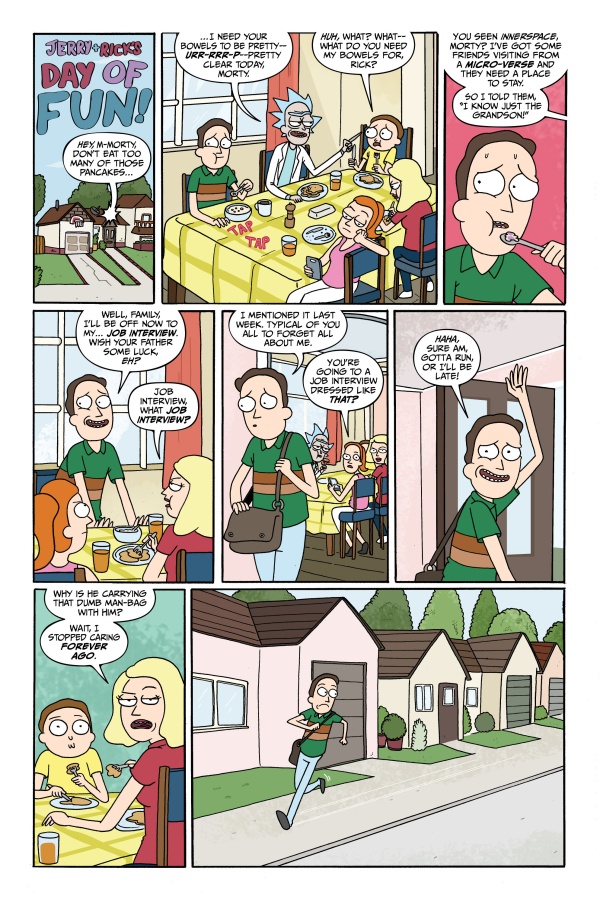 JERRY + RICK'S
DAY OF
FUN!
HEY, M-MORTY,
DON'T EAT TOO
MANY OF THOSE
PANCAKES...
...I NEED YOUR
BOWELS TO BE PRETTY--
URR-RRR-P--PRETTY
CLEAR TODAY,
MORTY.
HUH, WHAT? WHAT--
WHAT DO YOU NEED
MY BOWELS FOR,
RICK?
TAP
TAP
YOU SEEN INNERSPACE,
MORTY? I'VE GOT SOME
FRIENDS VISITING FROM
A MICRO-VERSE AND
THEY NEED A PLACE
TO STAY.
SO I TOLD THEM,
"I KNOW JUST THE
GRANDSON!"
WELL, FAMILY,
I'LL BE OFF NOW TO
MY... JOB INTERVIEW.
WISH YOUR FATHER
SOME LUCK,
EH?
JOB
INTERVIEW,
WHAT JOB
INTERVIEW?
I MENTIONED IT LAST
WEEK. TYPICAL OF YOU
ALL TO FORGET ALL
ABOUT ME.
YOU'RE
GOING TO A
JOB INTERVIEW
DRESSED LIKE
THAT?
HAHA,
SURE AM,
GOTTA RUN,
OR I'LL BE
LATE!
WHY IS HE CARRYING
THAT DUMB MAN-BAG
WITH HIM?
WAIT, I
STOPPED CARING
FOREVER
AGO.